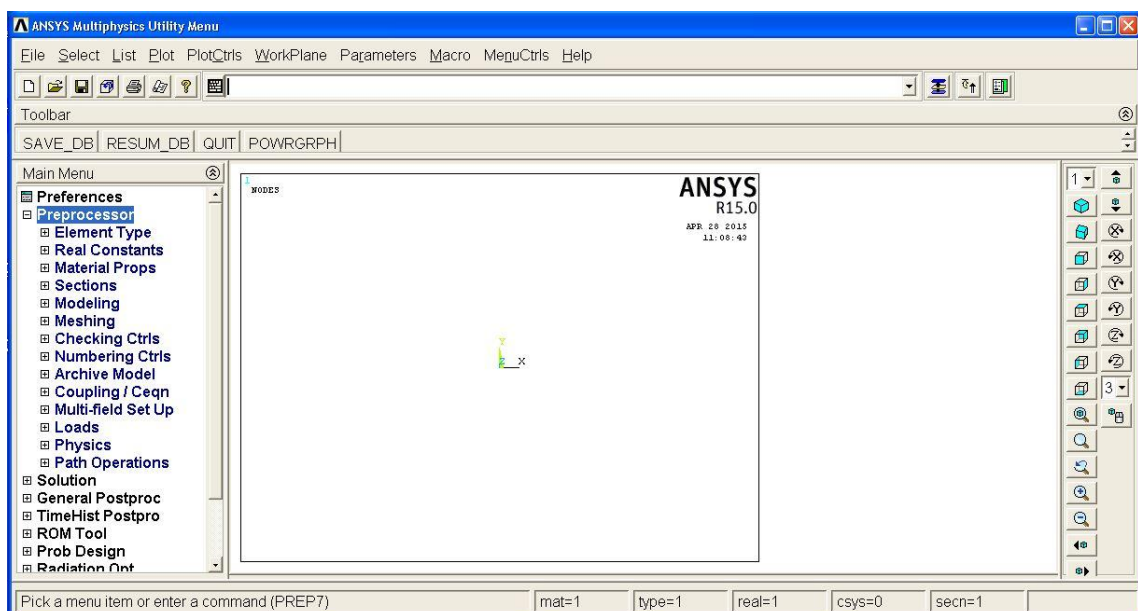 ANSYS Multiphysics Utility Menu
File Select List Plot PlotCtrls WorkPlane Parameters Macro MenuCtrls Help
Toolbar
SAVE_DB RESUM_DB QUIT POWRGRPH
Main Menu
Preferences
Preprocessor
Element Type
Real Constants
Material Props
Sections
Modeling
Meshing
Checking Ctrls
Numbering Ctrls
Archive Model
Coupling / Ceqn
Multi-field Set Up
Loads
Physics
Path Operations
Solution
General Postproc
TimeHist Postpro
ROM Tool
Prob Design
Radiation Opt
1
NODES
ANSYS
R15.0
APR 28 2015
11:08:43
Y
Z X
1
X
X
Y
Y
Z
Z
3
Pick a menu item or enter a command (PREP7) mat=1 type=1 real=1 csys=0 secn=1